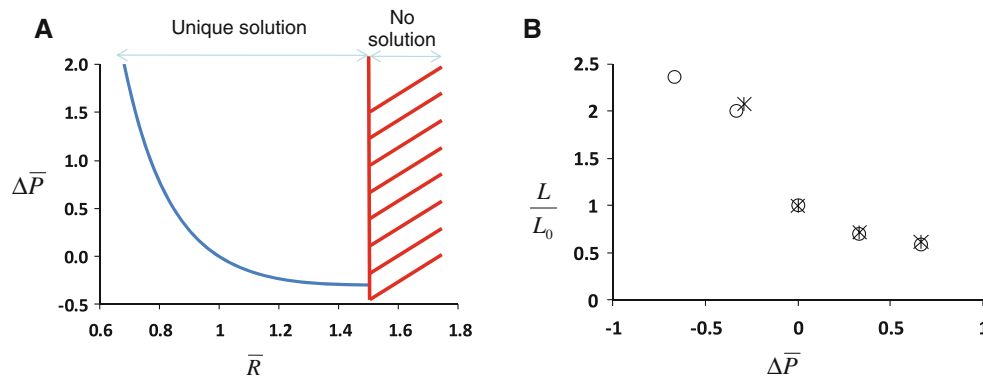 A
Unique solution
No
solution
2.0
1.5
1.0
0.5
0.0
-0.5
ΔP̅
0.6 0.8 1 1.2 1.4 1.6 1.8
R̅
B
2.5
2
1.5
1
0.5
0
L
L₀
-1 -0.5 0 0.5 1
ΔP̅